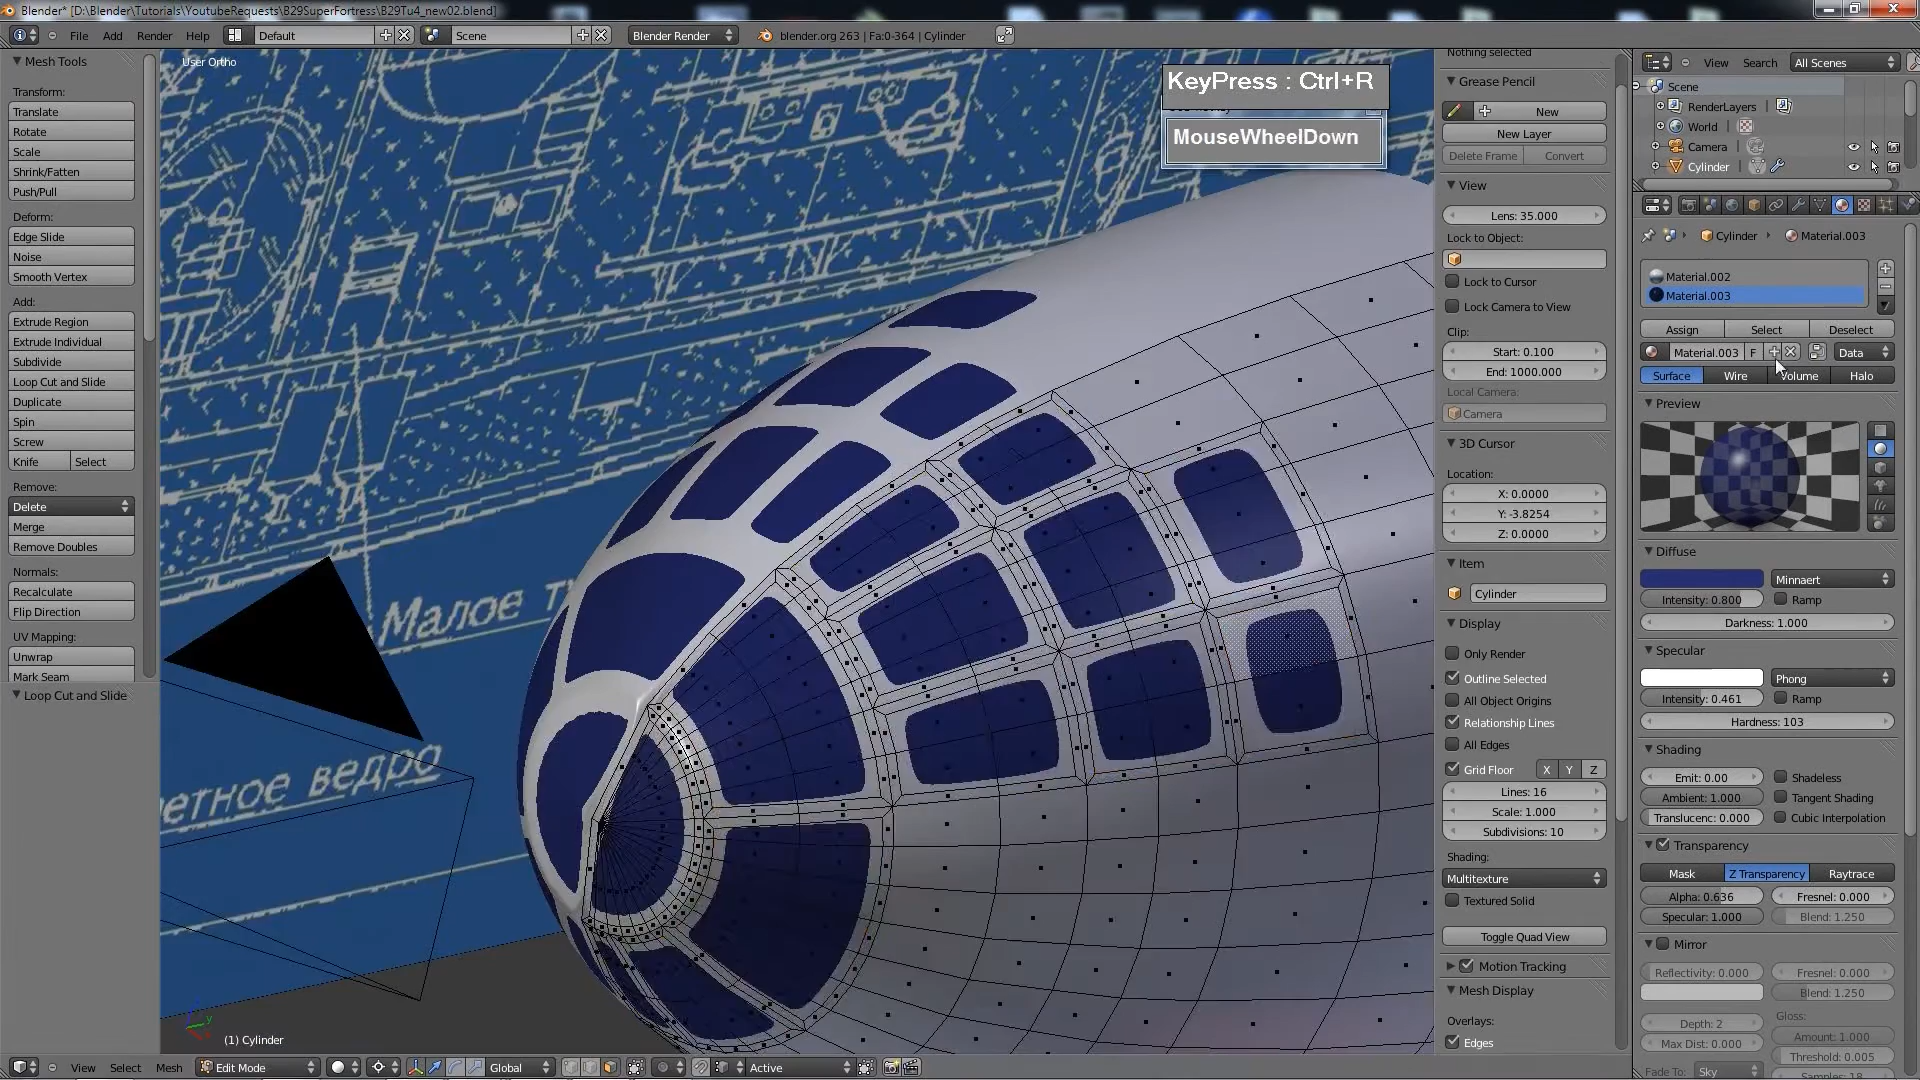 Blender* [D:\Blender\Tutorials\YoutubeRequests\B29SuperFortress\B29Tu4_new02.blend]
File Add Render Help Default Scene Blender Render blender.org 263 | Fa:0-364 | Cylinder
Mesh Tools
Transform:
Translate
Rotate
Scale
Shrink/Fatten
Push/Pull
Deform:
Edge Slide
Noise
Smooth Vertex
Add:
Extrude Region
Extrude Individual
Subdivide
Loop Cut and Slide
Duplicate
Spin
Screw
Knife Select
Remove:
Delete
Merge
Remove Doubles
Normals:
Recalculate
Flip Direction
UV Mapping:
Unwrap
Mark Seam
Loop Cut and Slide
User Ortho
KeyPress : Ctrl+R
MouseWheelDown
Малое
ведро
(1) Cylinder
View Select Mesh Edit Mode Global Active
Nothing selected
Grease Pencil
New
New Layer
Delete Frame Convert
View
Lens: 35.000
Lock to Object:
Lock to Cursor
Lock Camera to View
Clip:
Start: 0.100
End: 1000.000
Local Camera:
Camera
3D Cursor
Location:
X: 0.0000
Y: -3.8254
Z: 0.0000
Item
Cylinder
Display
Only Render
Outline Selected
All Object Origins
Relationship Lines
All Edges
Grid Floor X Y Z
Lines: 16
Scale: 1.000
Subdivisions: 10
Shading:
Multitexture
Textured Solid
Toggle Quad View
Motion Tracking
Mesh Display
Overlays:
Edges
View Search All Scenes
Scene
RenderLayers
World
Camera
Cylinder
Cylinder Material.003
Material.002
Material.003
Assign Select Deselect
Material.003 F Data
Surface Wire Volume Halo
Preview
Diffuse
Minnaert
Intensity: 0.800 Ramp
Darkness: 1.000
Specular
Phong
Intensity: 0.461 Ramp
Hardness: 103
Shading
Emit: 0.00 Shadeless
Ambient: 1.000 Tangent Shading
Translucenc: 0.000 Cubic Interpolation
Transparency
Mask Z Transparency Raytrace
Alpha: 0.636 Fresnel: 0.000
Specular: 1.000 Blend: 1.250
Mirror
Reflectivity: 0.000 Fresnel: 0.000
Blend: 1.250
Gloss:
Depth: 2 Amount: 1.000
Max Dist: 0.000 Threshold: 0.005
Fade To: Sky Samples: 18